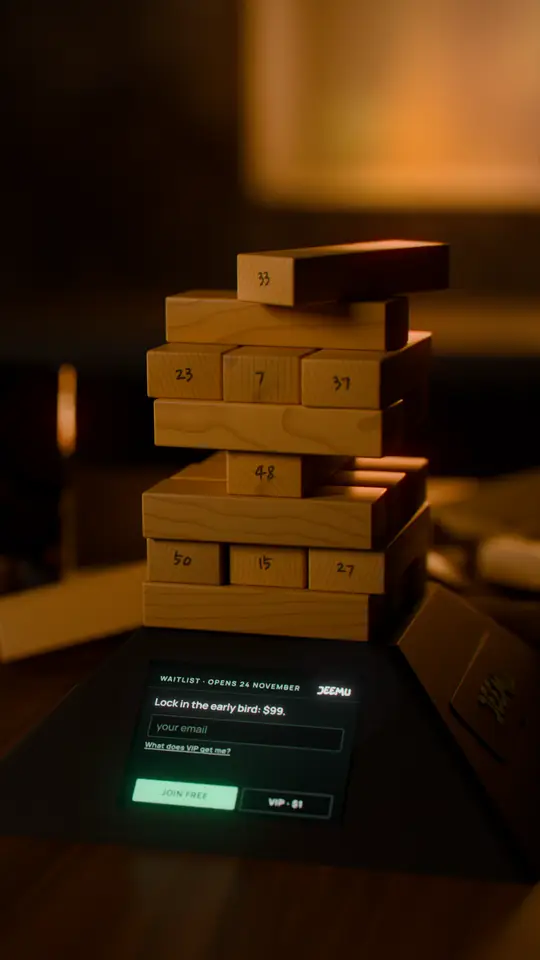 33
23 7 37
48
50 15 27
WAITLIST · OPENS 24 NOVEMBER JEEMU
Lock in the early bird: $99.
your email
What does VIP get me?
JOIN FREE VIP · $1